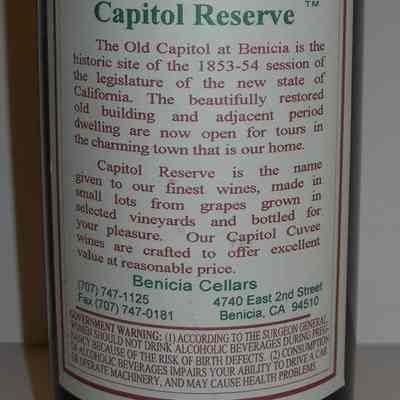 Capitol Reserve ™
The Old Capitol at Benicia is the
historic site of the 1853-54 session of
the legislature of the new state of
California. The beautifully restored
old building and adjacent period
dwelling are now open for tours in
the charming town that is our home.
Capitol Reserve is the name
given to our finest wines, made in
small lots from grapes grown in
selected vineyards and bottled for
your pleasure. Our Capitol Cuvee
wines are crafted to offer excellent
value at reasonable price.
Benicia Cellars
(707) 747-1125 4740 East 2nd Street
Fax (707) 747-0181 Benicia, CA 94510
GOVERNMENT WARNING: (1) ACCORDING TO THE SURGEON GENERAL,
WOMEN SHOULD NOT DRINK ALCOHOLIC BEVERAGES DURING PREG-
NANCY BECAUSE OF THE RISK OF BIRTH DEFECTS. (2) CONSUMPTION
OF ALCOHOLIC BEVERAGES IMPAIRS YOUR ABILITY TO DRIVE A CAR
OR OPERATE MACHINERY, AND MAY CAUSE HEALTH PROBLEMS.